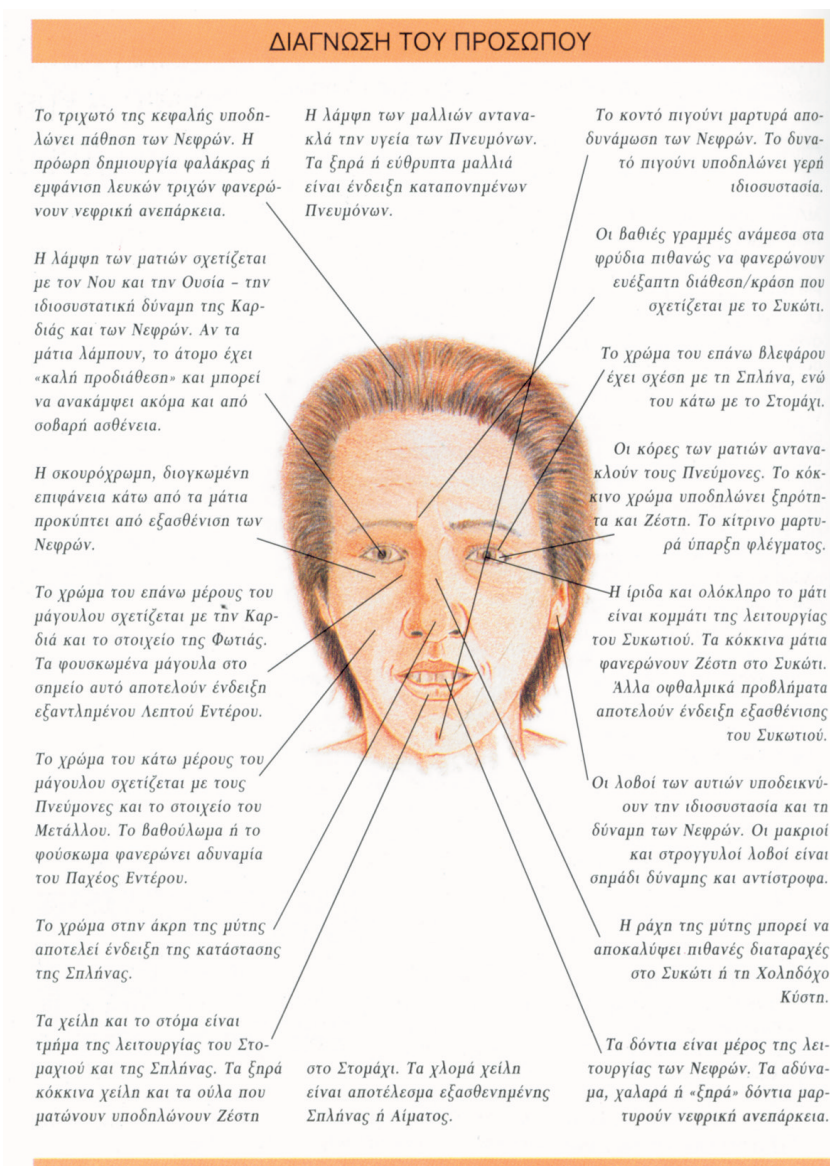 ΔΙΑΓΝΩΣΗ ΤΟΥ ΠΡΟΣΩΠΟΥ
Το τριχωτό της κεφαλής υποδη-
λώνει πάθηση των Νεφρών. Η
πρόωρη δημιουργία φαλάκρας ή
εμφάνιση λευκών τριχών φανερώ-
νουν νεφρική ανεπάρκεια.
Η λάμψη των ματιών σχετίζεται
με τον Νου και την Ουσία – την
ιδιοσυστατική δύναμη της Καρ-
διάς και των Νεφρών. Αν τα
μάτια λάμπουν, το άτομο έχει
«καλή προδιάθεση» και μπορεί
να ανακάμψει ακόμα και από
σοβαρή ασθένεια.
Η σκουρόχρωμη, διογκωμένη
επιφάνεια κάτω από τα μάτια
προκύπτει από εξασθένιση των
Νεφρών.
Το χρώμα του επάνω μέρους του
μάγουλου σχετίζεται με την Καρ-
διά και το στοιχείο της Φωτιάς.
Τα φουσκωμένα μάγουλα στο
σημείο αυτό αποτελούν ένδειξη
εξαντλημένου Λεπτού Εντέρου.
Το χρώμα του κάτω μέρους του
μάγουλου σχετίζεται με τους
Πνεύμονες και το στοιχείο του
Μετάλλου. Το βαθούλωμα ή το
φούσκωμα φανερώνει αδυναμία
του Παχέος Εντέρου.
Το χρώμα στην άκρη της μύτης
αποτελεί ένδειξη της κατάστασης
της Σπλήνας.
Τα χείλη και το στόμα είναι
τμήμα της λειτουργίας του Στο-
μαχιού και της Σπλήνας. Τα ξηρά
κόκκινα χείλη και τα ούλα που
ματώνουν υποδηλώνουν Ζέστη
στο Στομάχι. Τα χλομά χείλη
είναι αποτέλεσμα εξασθενημένης
Σπλήνας ή Αίματος.
Η λάμψη των μαλλιών αντανα-
κλά την υγεία των Πνευμόνων.
Τα ξηρά ή εύθρυπτα μαλλιά
είναι ένδειξη καταπονημένων
Πνευμόνων.
Το κοντό πιγούνι μαρτυρά απο-
δυνάμωση των Νεφρών. Το δυνα-
τό πιγούνι υποδηλώνει γερή
ιδιοσυστασία.
Οι βαθιές γραμμές ανάμεσα στα
φρύδια πιθανώς να φανερώνουν
ευέξαπτη διάθεση/κράση που
σχετίζεται με το Συκώτι.
Το χρώμα του επάνω βλεφάρου
έχει σχέση με τη Σπλήνα, ενώ
του κάτω με το Στομάχι.
Οι κόρες των ματιών αντανα-
κλούν τους Πνεύμονες. Το κόκ-
κινο χρώμα υποδηλώνει ξηρότη-
τα και Ζέστη. Το κίτρινο μαρτυ-
ρά ύπαρξη φλέγματος.
Η ίριδα και ολόκληρο το μάτι
είναι κομμάτι της λειτουργίας
του Συκωτιού. Τα κόκκινα μάτια
φανερώνουν Ζέστη στο Συκώτι.
Άλλα οφθαλμικά προβλήματα
αποτελούν ένδειξη εξασθένισης
του Συκωτιού.
Οι λοβοί των αυτιών υποδεικνύ-
ουν την ιδιοσυστασία και τη
δύναμη των Νεφρών. Οι μακριοί
και στρογγυλοί λοβοί είναι
σημάδι δύναμης και αντίστροφα.
Η ράχη της μύτης μπορεί να
αποκαλύψει πιθανές διαταραχές
στο Συκώτι ή τη Χοληδόχο
Κύστη.
Τα δόντια είναι μέρος της λει-
τουργίας των Νεφρών. Τα αδύνα-
μα, χαλαρά ή «ξηρά» δόντια μαρ-
τυρούν νεφρική ανεπάρκεια.